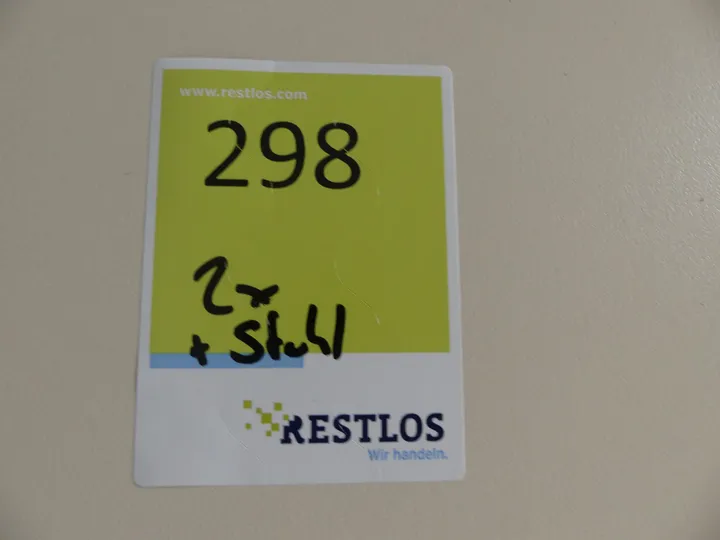 www.restlos.com
298
2x
+ Stuhl
RESTLOS
Wir handeln.